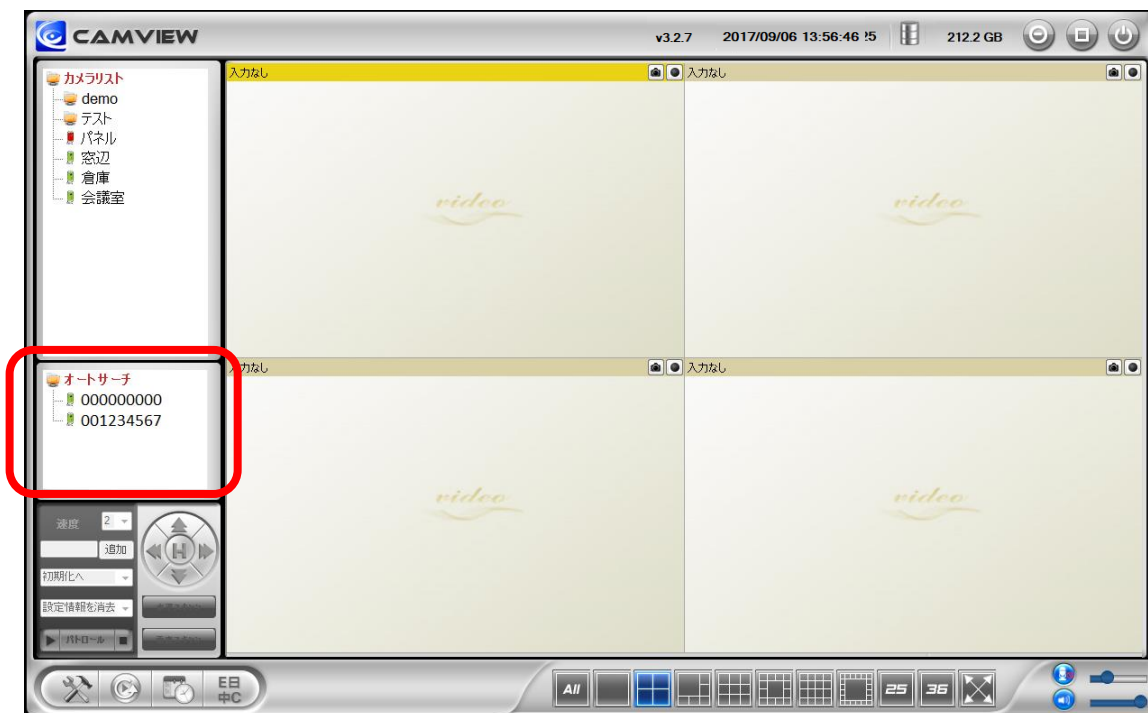 CAMVIEW
v3.2.7 2017/09/06 13:56:46 212.2 GB
カメラリスト
demo
テスト
パネル
窓辺
倉庫
会議室
入力なし
入力なし
video
video
オートサーチ
000000000
001234567
入力なし
入力なし
video
video
速度 2
追加
H
初期化へ
設定情報を消去
パトロール
E日
中C
All 25 36